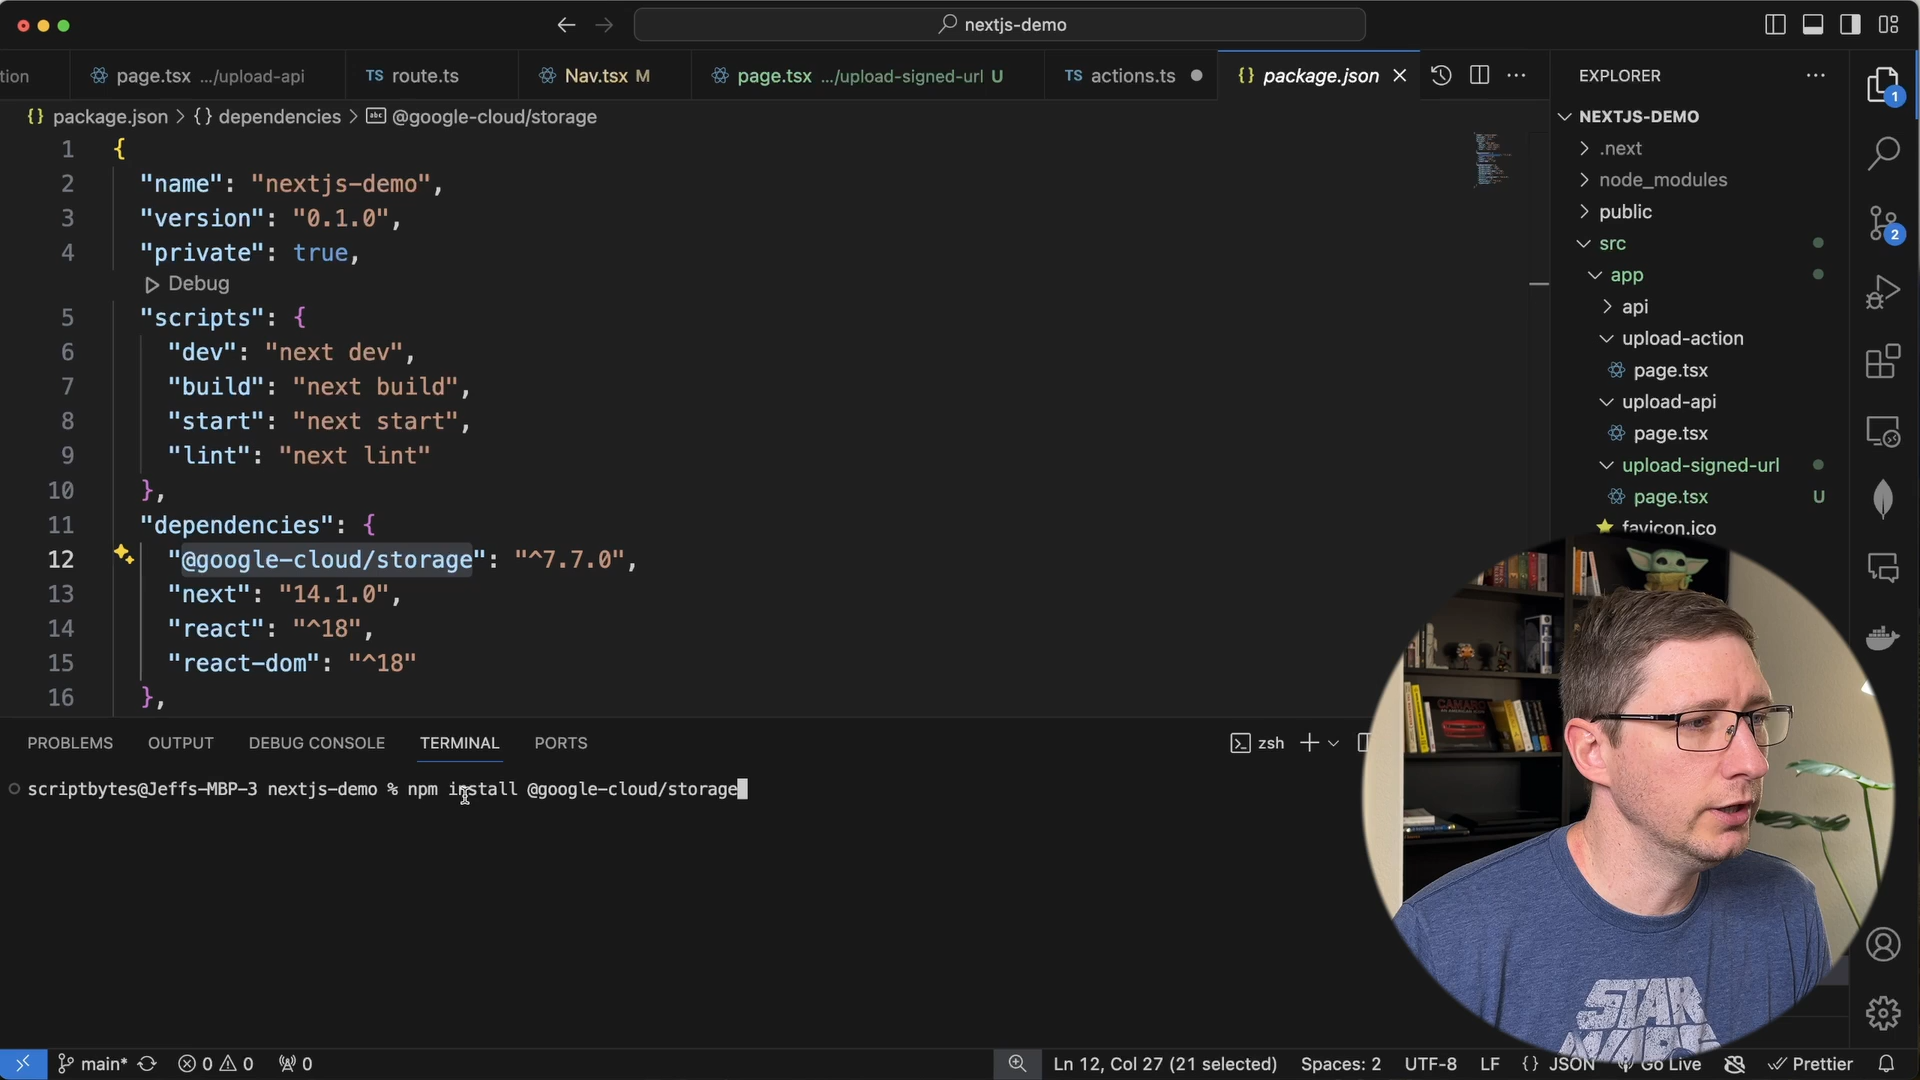 nextjs-demo
tion
page.tsx .../upload-api
TS route.ts
Nav.tsx M
page.tsx .../upload-signed-url U
TS actions.ts
{} package.json
EXPLORER
package.json > {} dependencies > abc @google-cloud/storage
1 {
2 "name": "nextjs-demo",
3 "version": "0.1.0",
4 "private": true,
Debug
5 "scripts": {
6 "dev": "next dev",
7 "build": "next build",
8 "start": "next start",
9 "lint": "next lint"
10 },
11 "dependencies": {
12 "@google-cloud/storage": "^7.7.0",
13 "next": "14.1.0",
14 "react": "^18",
15 "react-dom": "^18"
16 },
NEXTJS-DEMO
.next
node_modules
public
src
app
api
upload-action
page.tsx
upload-api
page.tsx
upload-signed-url
page.tsx U
favicon.ico
1
2
PROBLEMS OUTPUT DEBUG CONSOLE TERMINAL PORTS
zsh
scriptbytes@Jeffs-MBP-3 nextjs-demo % npm install @google-cloud/storage
CAMARO
STAR
WARS
main* 0 0 0
Ln 12, Col 27 (21 selected) Spaces: 2 UTF-8 LF {} JSON Go Live Prettier